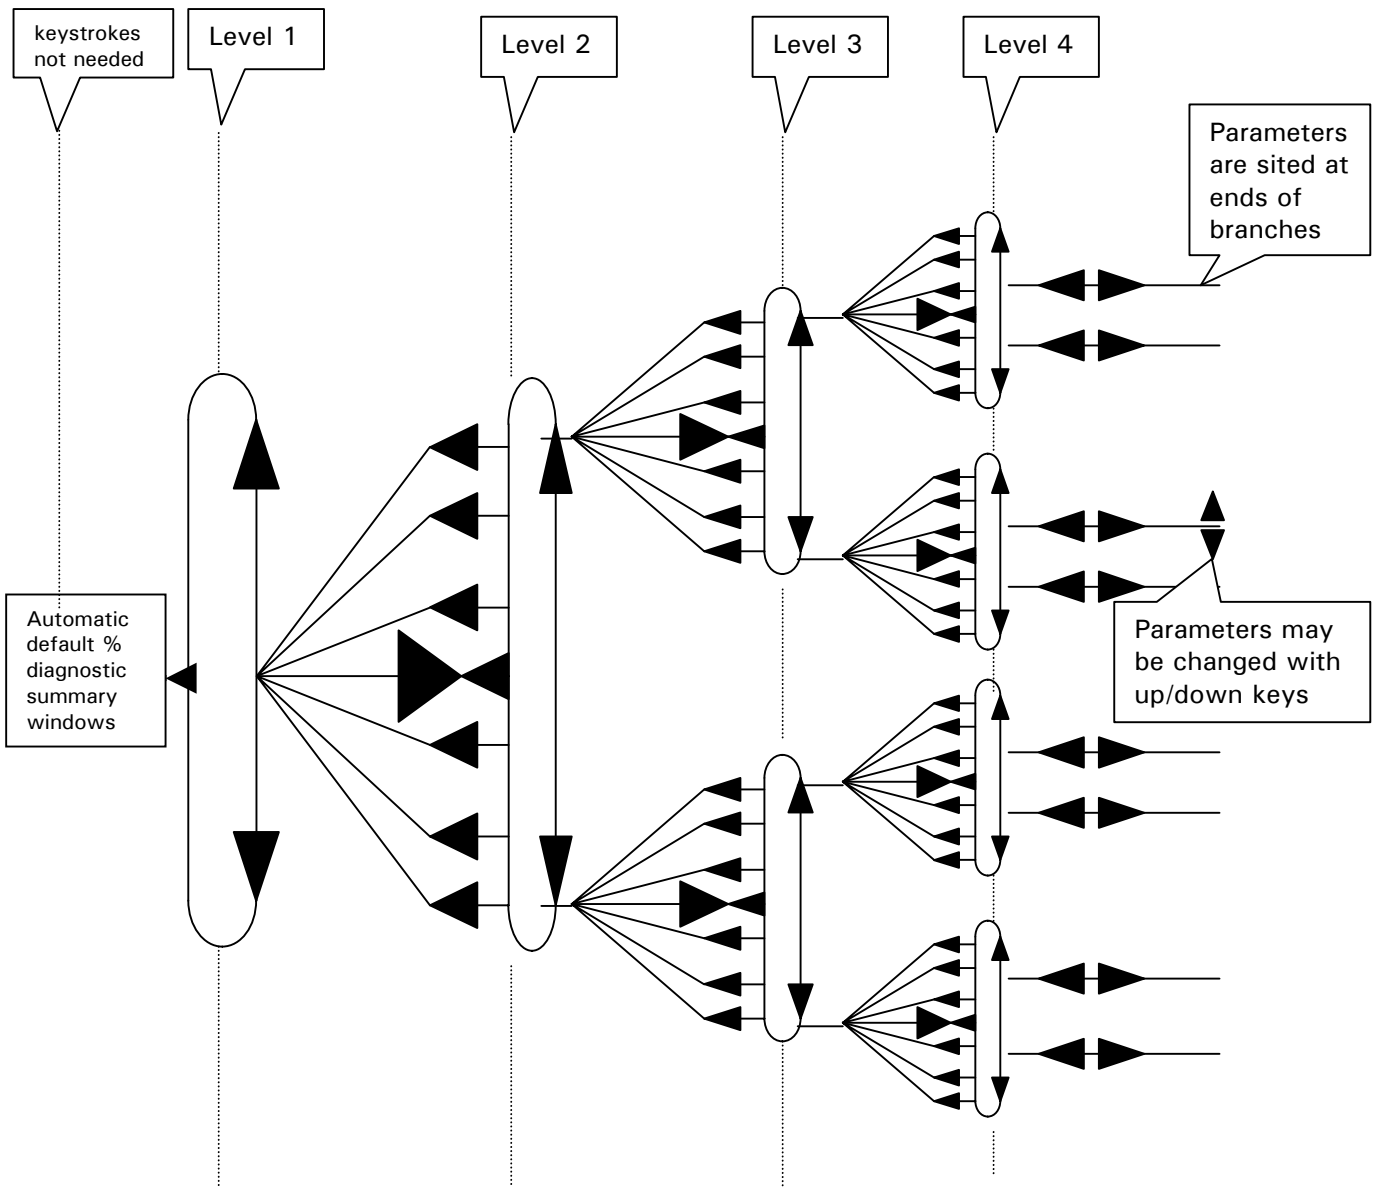 keystrokes
not needed
Level 1
Level 2
Level 3
Level 4
Parameters
are sited at
ends of
branches
Automatic
default %
diagnostic
summary
windows
Parameters may
be changed with
up/down keys